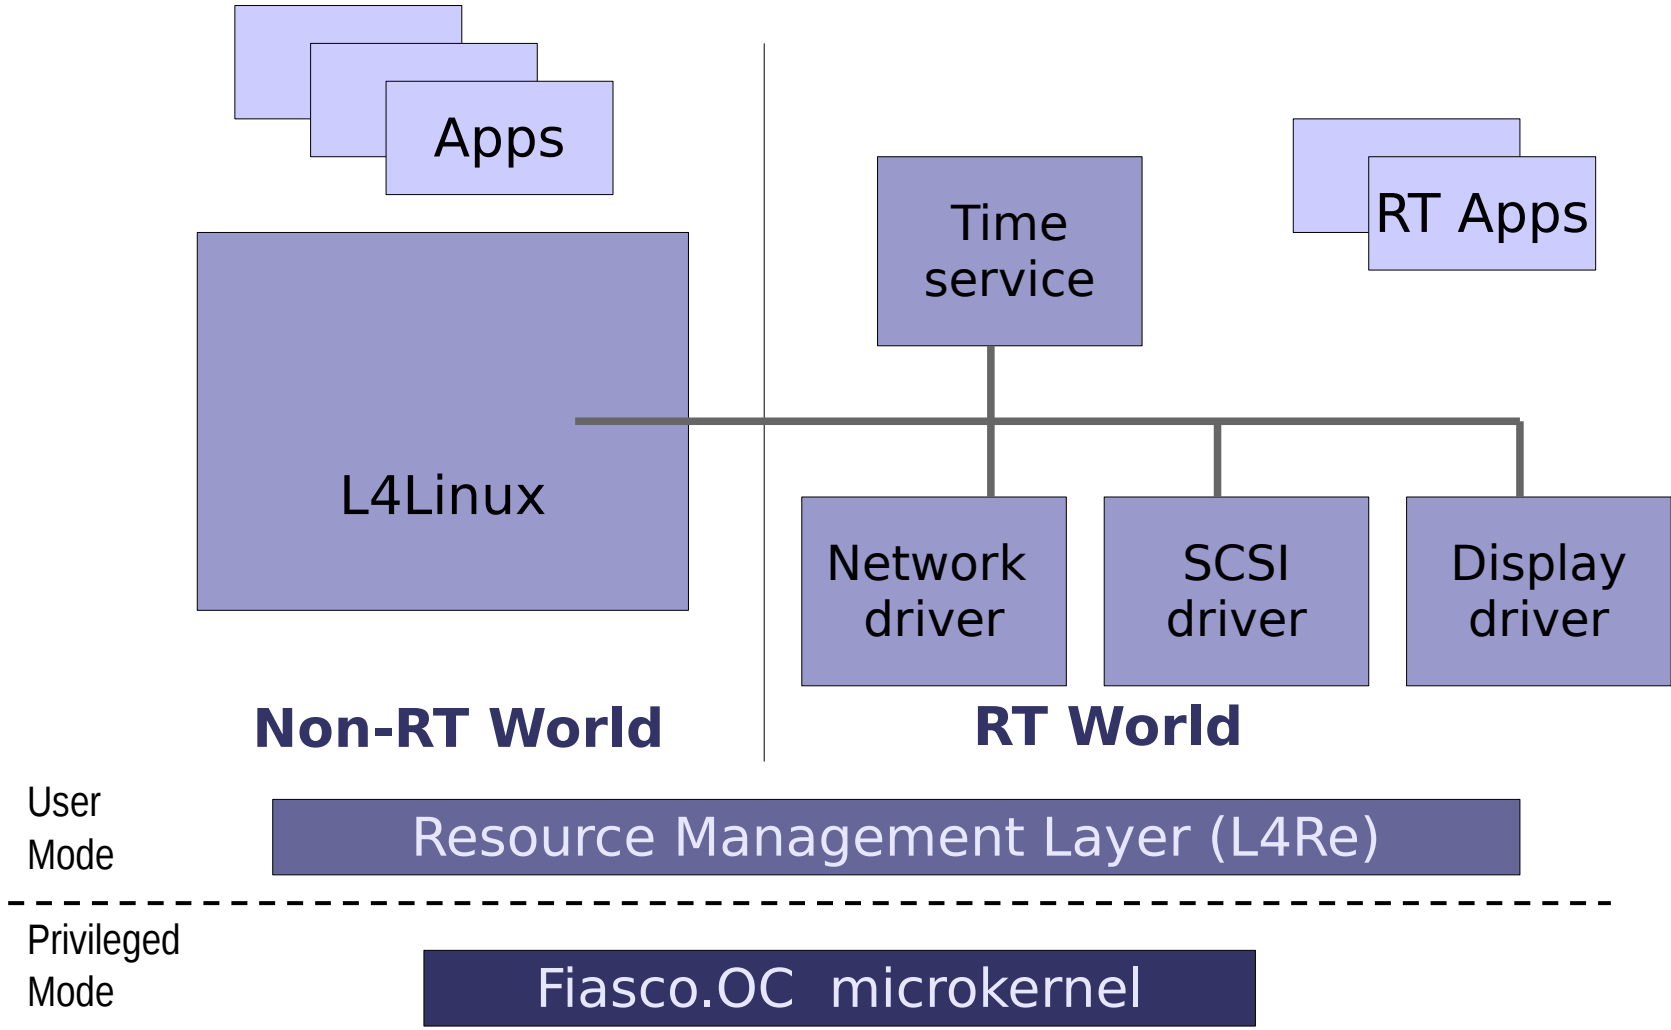 Apps
Time
service
RT Apps
L4Linux
Network
driver
SCSI
driver
Display
driver
Non-RT World
RT World
User
Mode
Resource Management Layer (L4Re)
Privileged
Mode
Fiasco.OC  microkernel